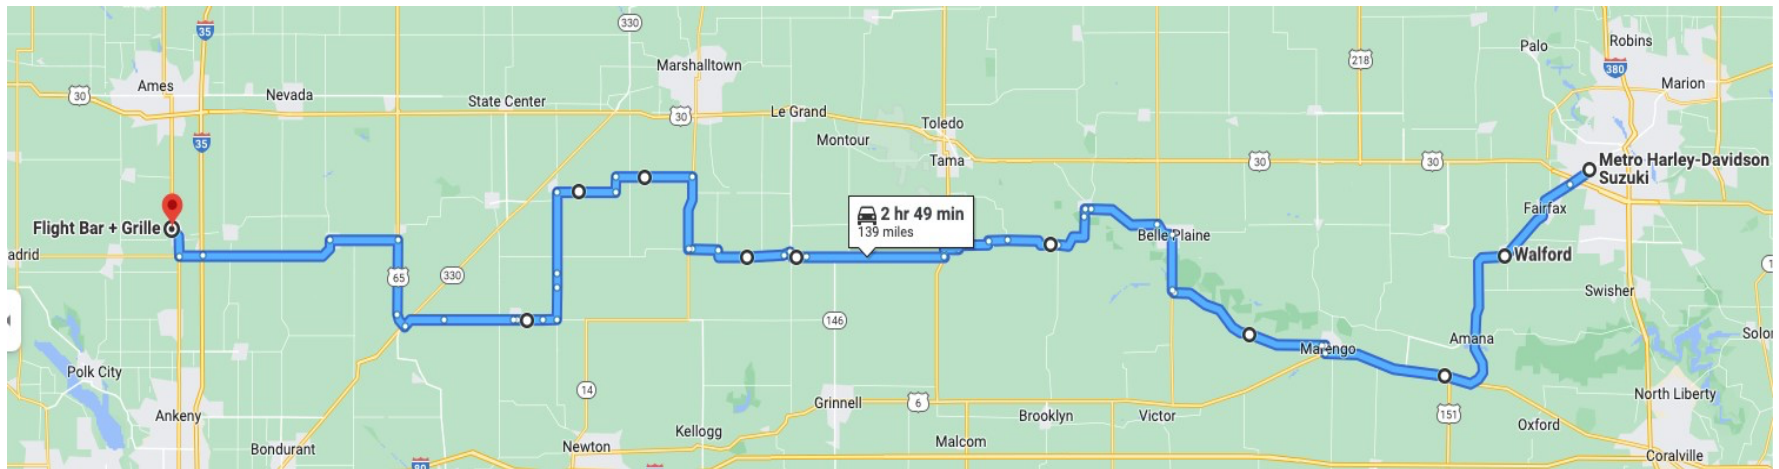 330
35
Palo
Robins
218
380
Marshalltown
Marion
Ames
30
Nevada
State Center
30
Le Grand
Toledo
Montour
35
Tama
30
30
Metro Harley-Davidson
Suzuki
2 hr 49 min
139 miles
Fairfax
Flight Bar + Grille
Belle Plaine
adrid
Walford
65
330
1
Swisher
146
Solo
Amana
Marengo
Polk City
14
North Liberty
Grinnell
6
Brooklyn
Victor
151
Ankeny
Kellogg
Oxford
Bondurant
Newton
Malcom
Coralville
80